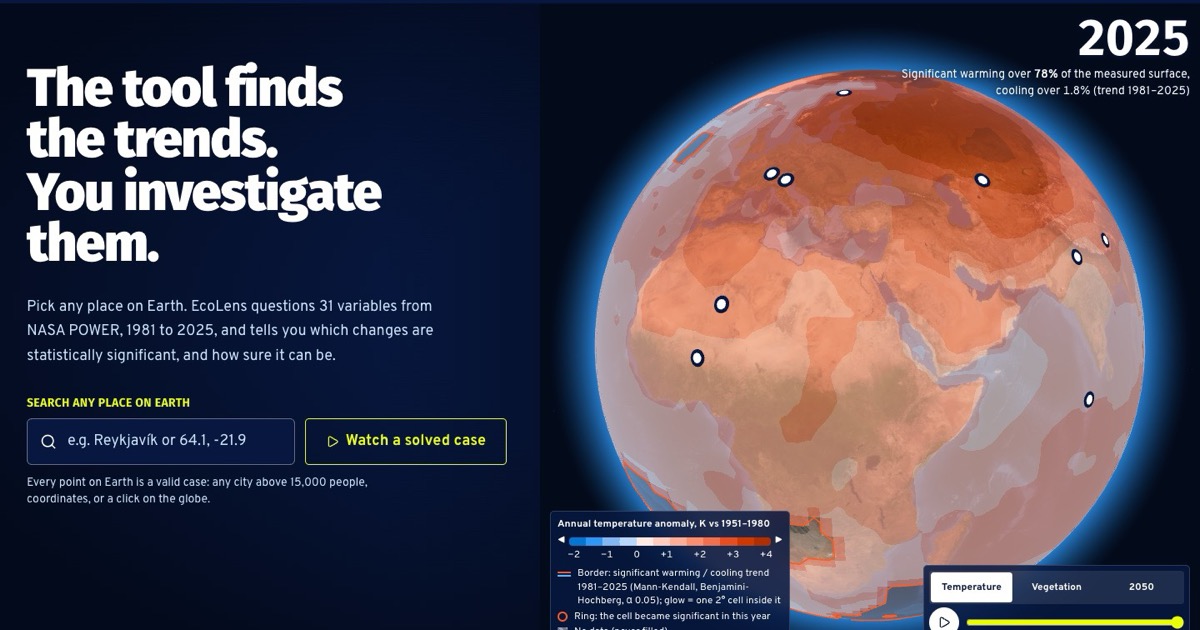 The tool finds
the trends.
You investigate
them.
Pick any place on Earth. EcoLens questions 31 variables from
NASA POWER, 1981 to 2025, and tells you which changes are
statistically significant, and how sure it can be.
SEARCH ANY PLACE ON EARTH
e.g. Reykjavík or 64.1, -21.9
Watch a solved case
Every point on Earth is a valid case: any city above 15,000 people,
coordinates, or a click on the globe.
2025
Significant warming over 78% of the measured surface,
cooling over 1.8% (trend 1981–2025)
Annual temperature anomaly, K vs 1951–1980
−2 −1 0 +1 +2 +3 +4
Border: significant warming / cooling trend
1981–2025 (Mann-Kendall, Benjamini-
Hochberg, α 0.05); glow = one 2° cell inside it
Ring: the cell became significant in this year
No data (never filled)
Temperature Vegetation 2050